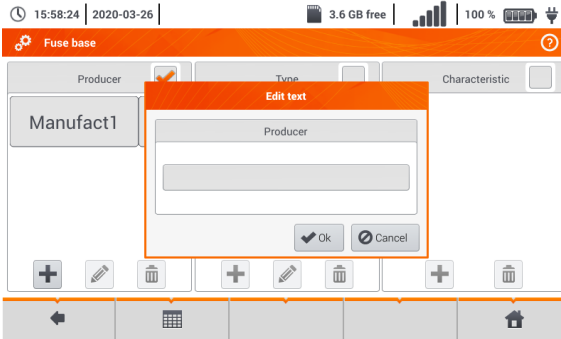 15:58:24 2020-03-26 3.6 GB free 100 %
Fuse base
Producer Type Characteristic
Edit text
Manufact1
Producer
Ok Cancel